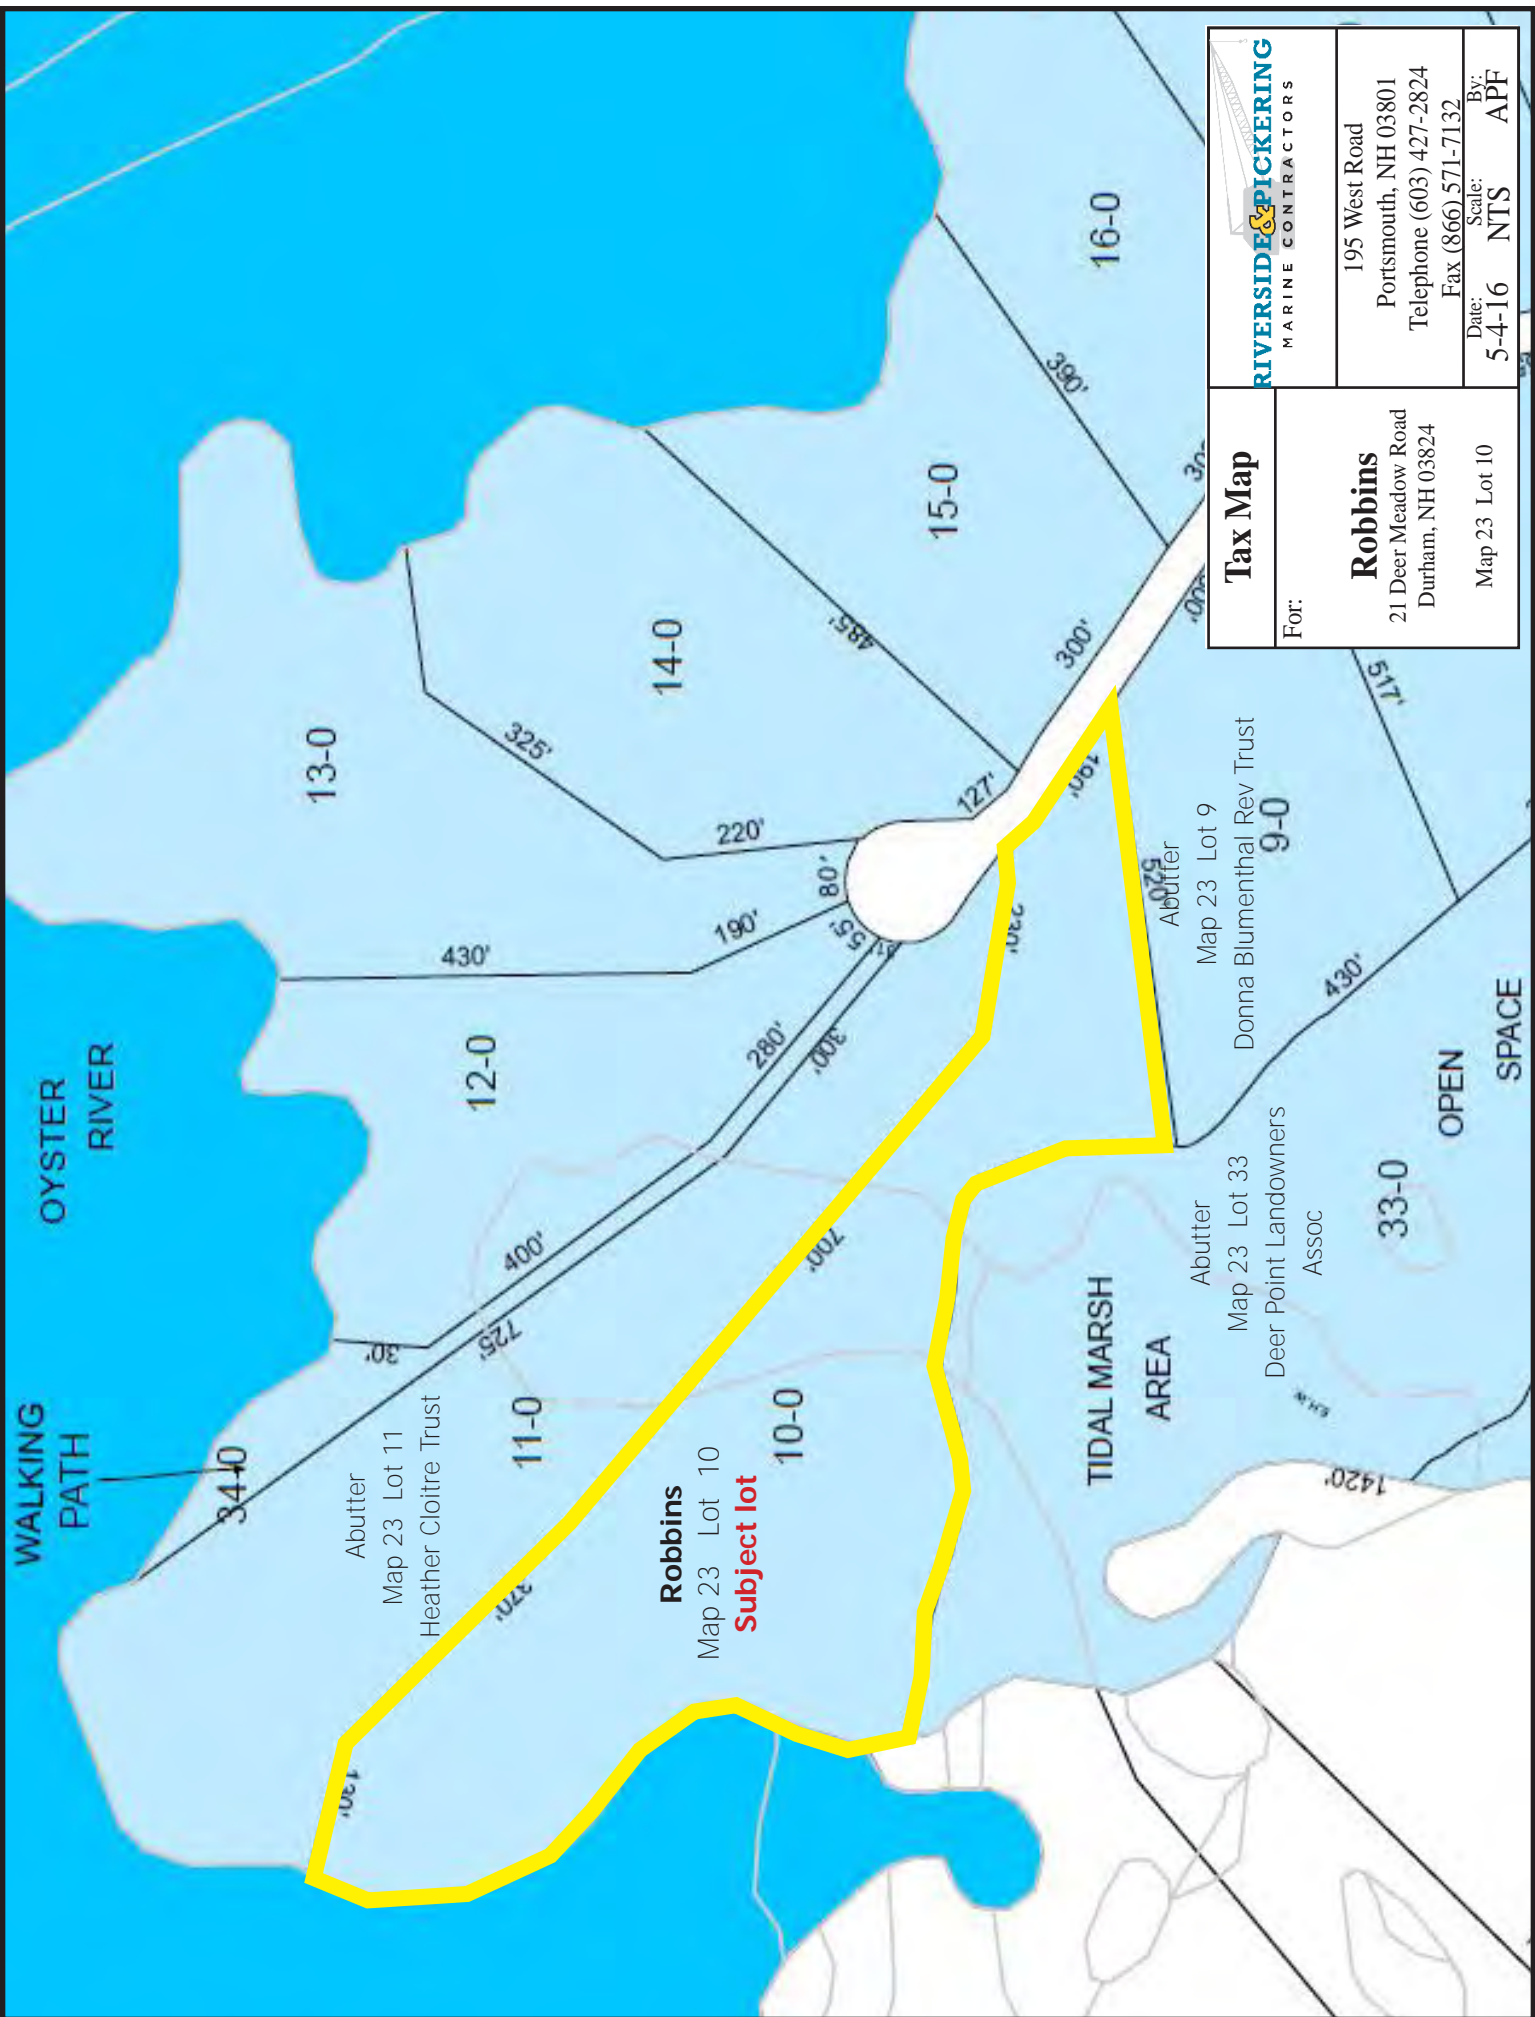 WALKING
PATH
OYSTER
RIVER
34-0
13-0
12-0
14-0
11-0
15-0
16-0
10-0
9-0
33-0
430'
190'
220'
325'
80'
55'
127'
485'
390'
300'
280'
300'
400'
725'
30'
700'
370'
130'
230'
190'
520'
517'
430'
1420'
Abutter
Map 23 Lot 11
Heather Cloitre Trust
Robbins
Map 23 Lot 10
Subject lot
Abutter
Map 23 Lot 9
Donna Blumenthal Rev Trust
Abutter
Map 23 Lot 33
Deer Point Landowners
Assoc
TIDAL MARSH
AREA
OPEN
SPACE
Tax Map
For:
Robbins
21 Deer Meadow Road
Durham, NH 03824
Map 23 Lot 10
RIVERSIDE&PICKERING
MARINE CONTRACTORS
195 West Road
Portsmouth, NH 03801
Telephone (603) 427-2824
Fax (866) 571-7132
Date: Scale: By:
5-4-16 NTS APF